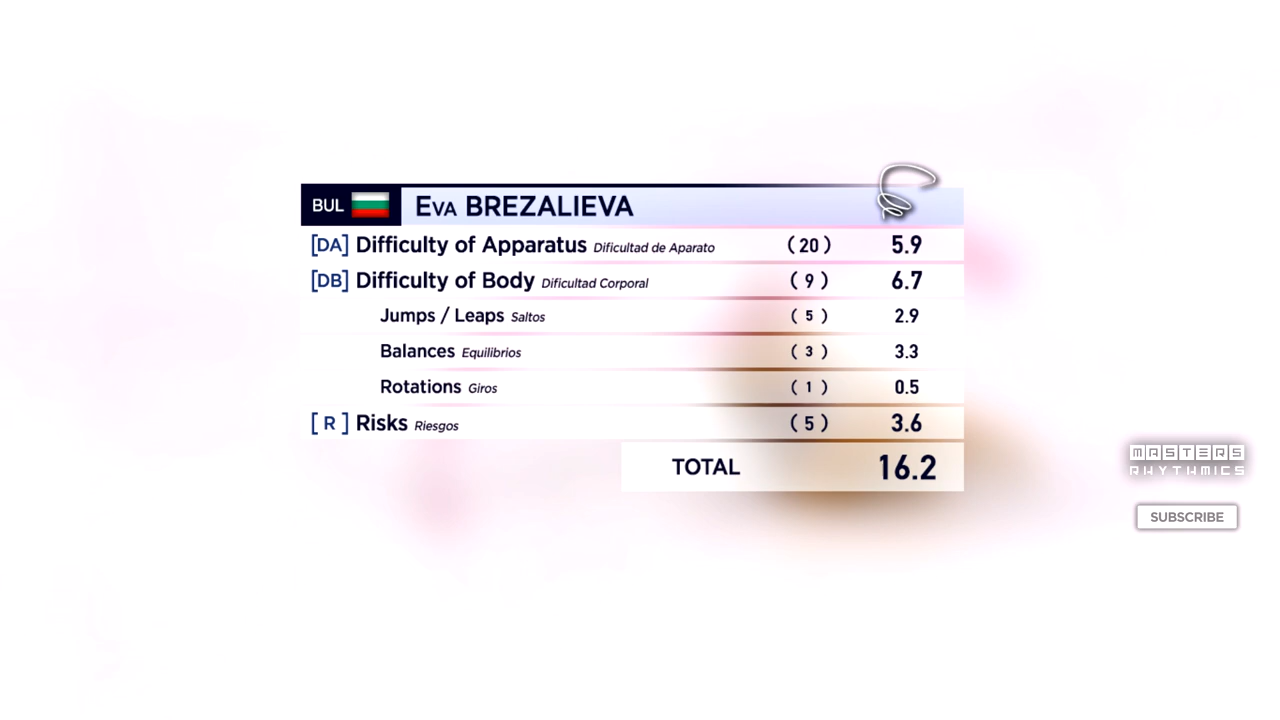 BUL Eva BREZALIEVA
[DA] Difficulty of Apparatus Dificultad de Aparato (20) 5.9
[DB] Difficulty of Body Dificultad Corporal (9) 6.7
Jumps / Leaps Saltos (5) 2.9
Balances Equilibrios (3) 3.3
Rotations Giros (1) 0.5
[R] Risks Riesgos (5) 3.6
TOTAL 16.2
MASTERS
RHYTHMICS
SUBSCRIBE